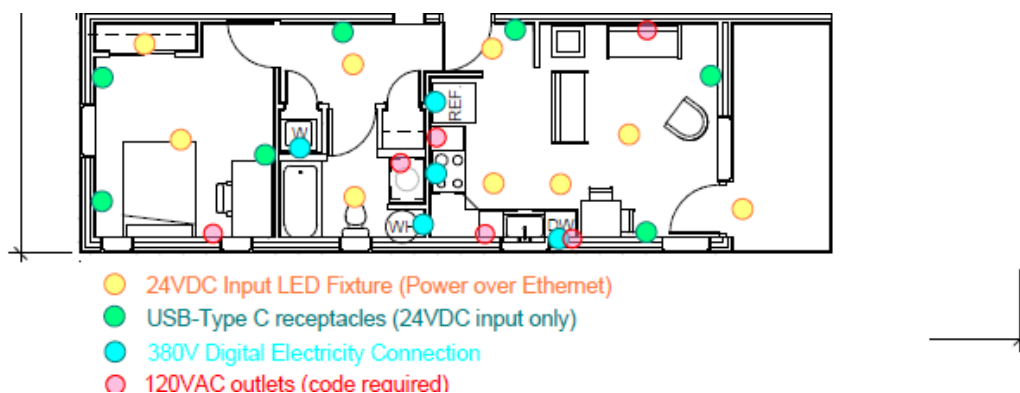 REF.
W
WH
DW
24VDC Input LED Fixture (Power over Ethernet)
USB-Type C receptacles (24VDC input only)
380V Digital Electricity Connection
120VAC outlets (code required)